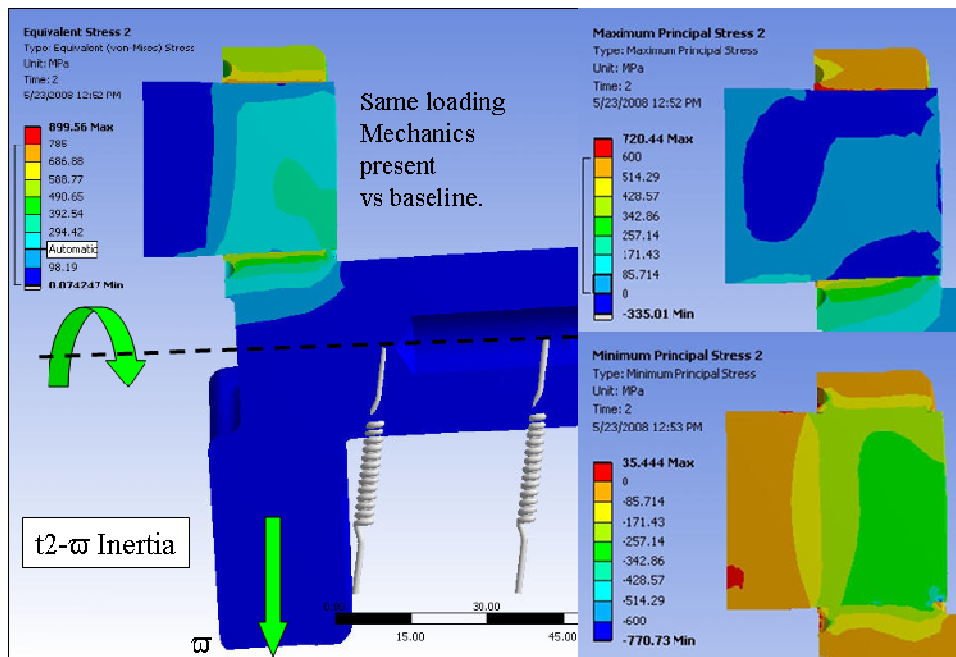 Equivalent Stress 2
Type: Equivalent (von-Mises) Stress
Unit: MPa
Time: 2
5/23/2008 12:52 PM
899.56 Max
785
686.88
588.77
490.65
392.54
294.42
Automatic
98.19
0.074247 Min
Same loading
Mechanics
present
vs baseline.
t2-ϖ Inertia
ϖ
0.00
30.00
15.00
45.00
Maximum Principal Stress 2
Type: Maximum Principal Stress
Unit: MPa
Time: 2
5/23/2008 12:52 PM
720.44 Max
600
514.29
428.57
342.86
257.14
171.43
85.714
0
-335.01 Min
Minimum Principal Stress 2
Type: Minimum Principal Stress
Unit: MPa
Time: 2
5/23/2008 12:53 PM
35.444 Max
0
-85.714
-171.43
-257.14
-342.86
-428.57
-514.29
-600
-770.73 Min